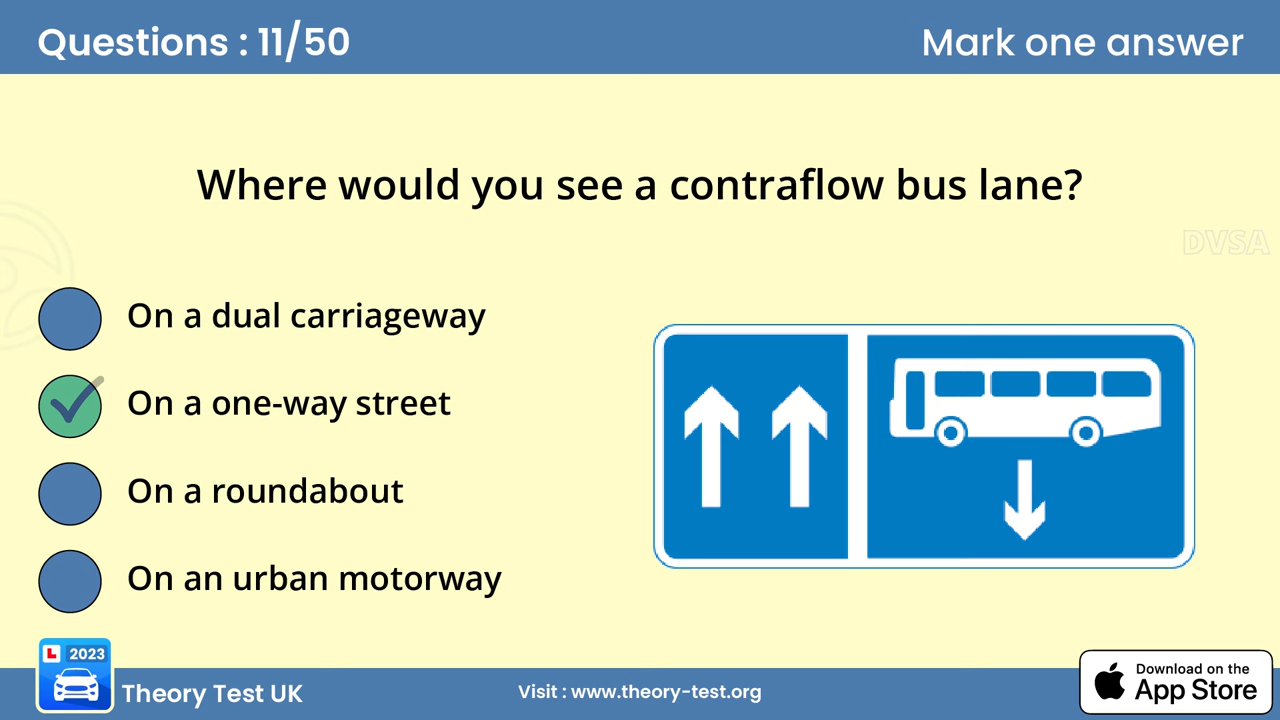 Questions : 11/50
Mark one answer
Where would you see a contraflow bus lane?
DVSA
On a dual carriageway
On a one-way street
On a roundabout
On an urban motorway
L 2023
Theory Test UK
Visit : www.theory-test.org
Download on the
App Store